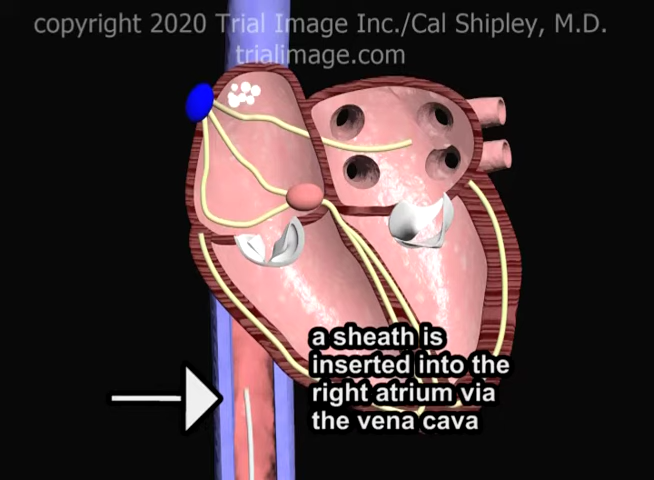 copyright 2020 Trial Image Inc./Cal Shipley, M.D.
trialimage.com
a sheath is
inserted into the
right atrium via
the vena cava